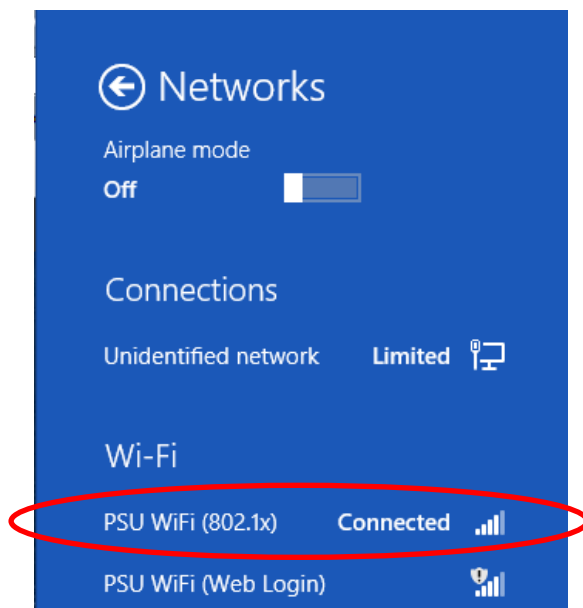 Networks
Airplane mode
Off
Connections
Unidentified network Limited
Wi-Fi
PSU WiFi (802.1x) Connected
PSU WiFi (Web Login)